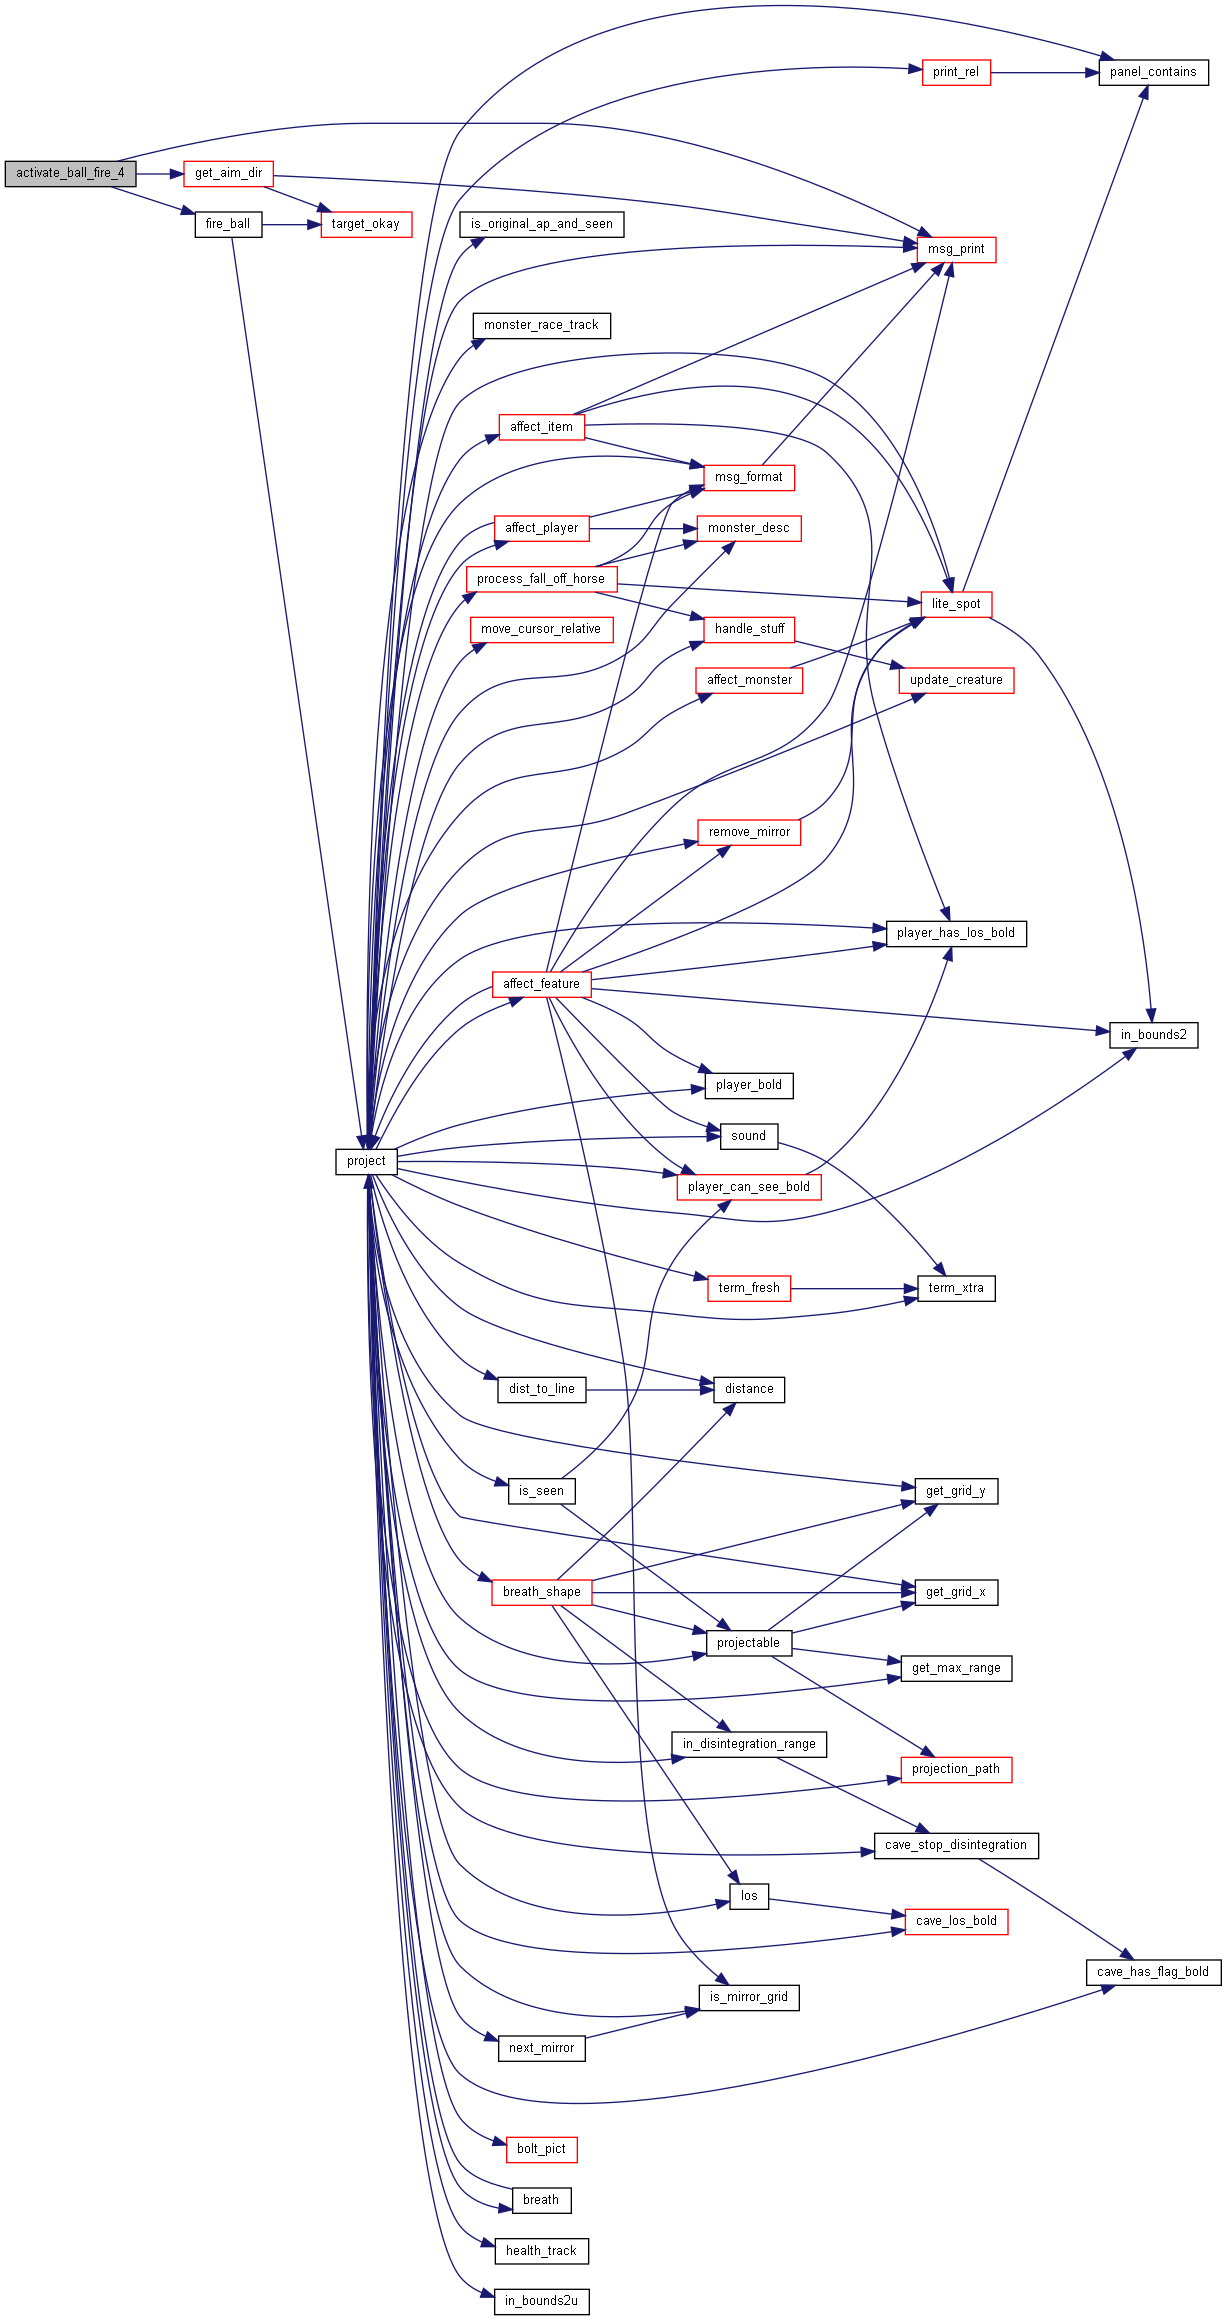 print_rel
panel_contains
activate_ball_fire_4
get_aim_dir
fire_ball
target_okay
is_original_ap_and_seen
msg_print
monster_race_track
affect_item
msg_format
affect_player
monster_desc
process_fall_off_horse
lite_spot
move_cursor_relative
handle_stuff
affect_monster
update_creature
remove_mirror
player_has_los_bold
affect_feature
in_bounds2
player_bold
sound
project
player_can_see_bold
term_fresh
term_xtra
dist_to_line
distance
is_seen
get_grid_y
breath_shape
get_grid_x
projectable
get_max_range
in_disintegration_range
projection_path
cave_stop_disintegration
los
cave_los_bold
cave_has_flag_bold
is_mirror_grid
next_mirror
bolt_pict
breath
health_track
in_bounds2u